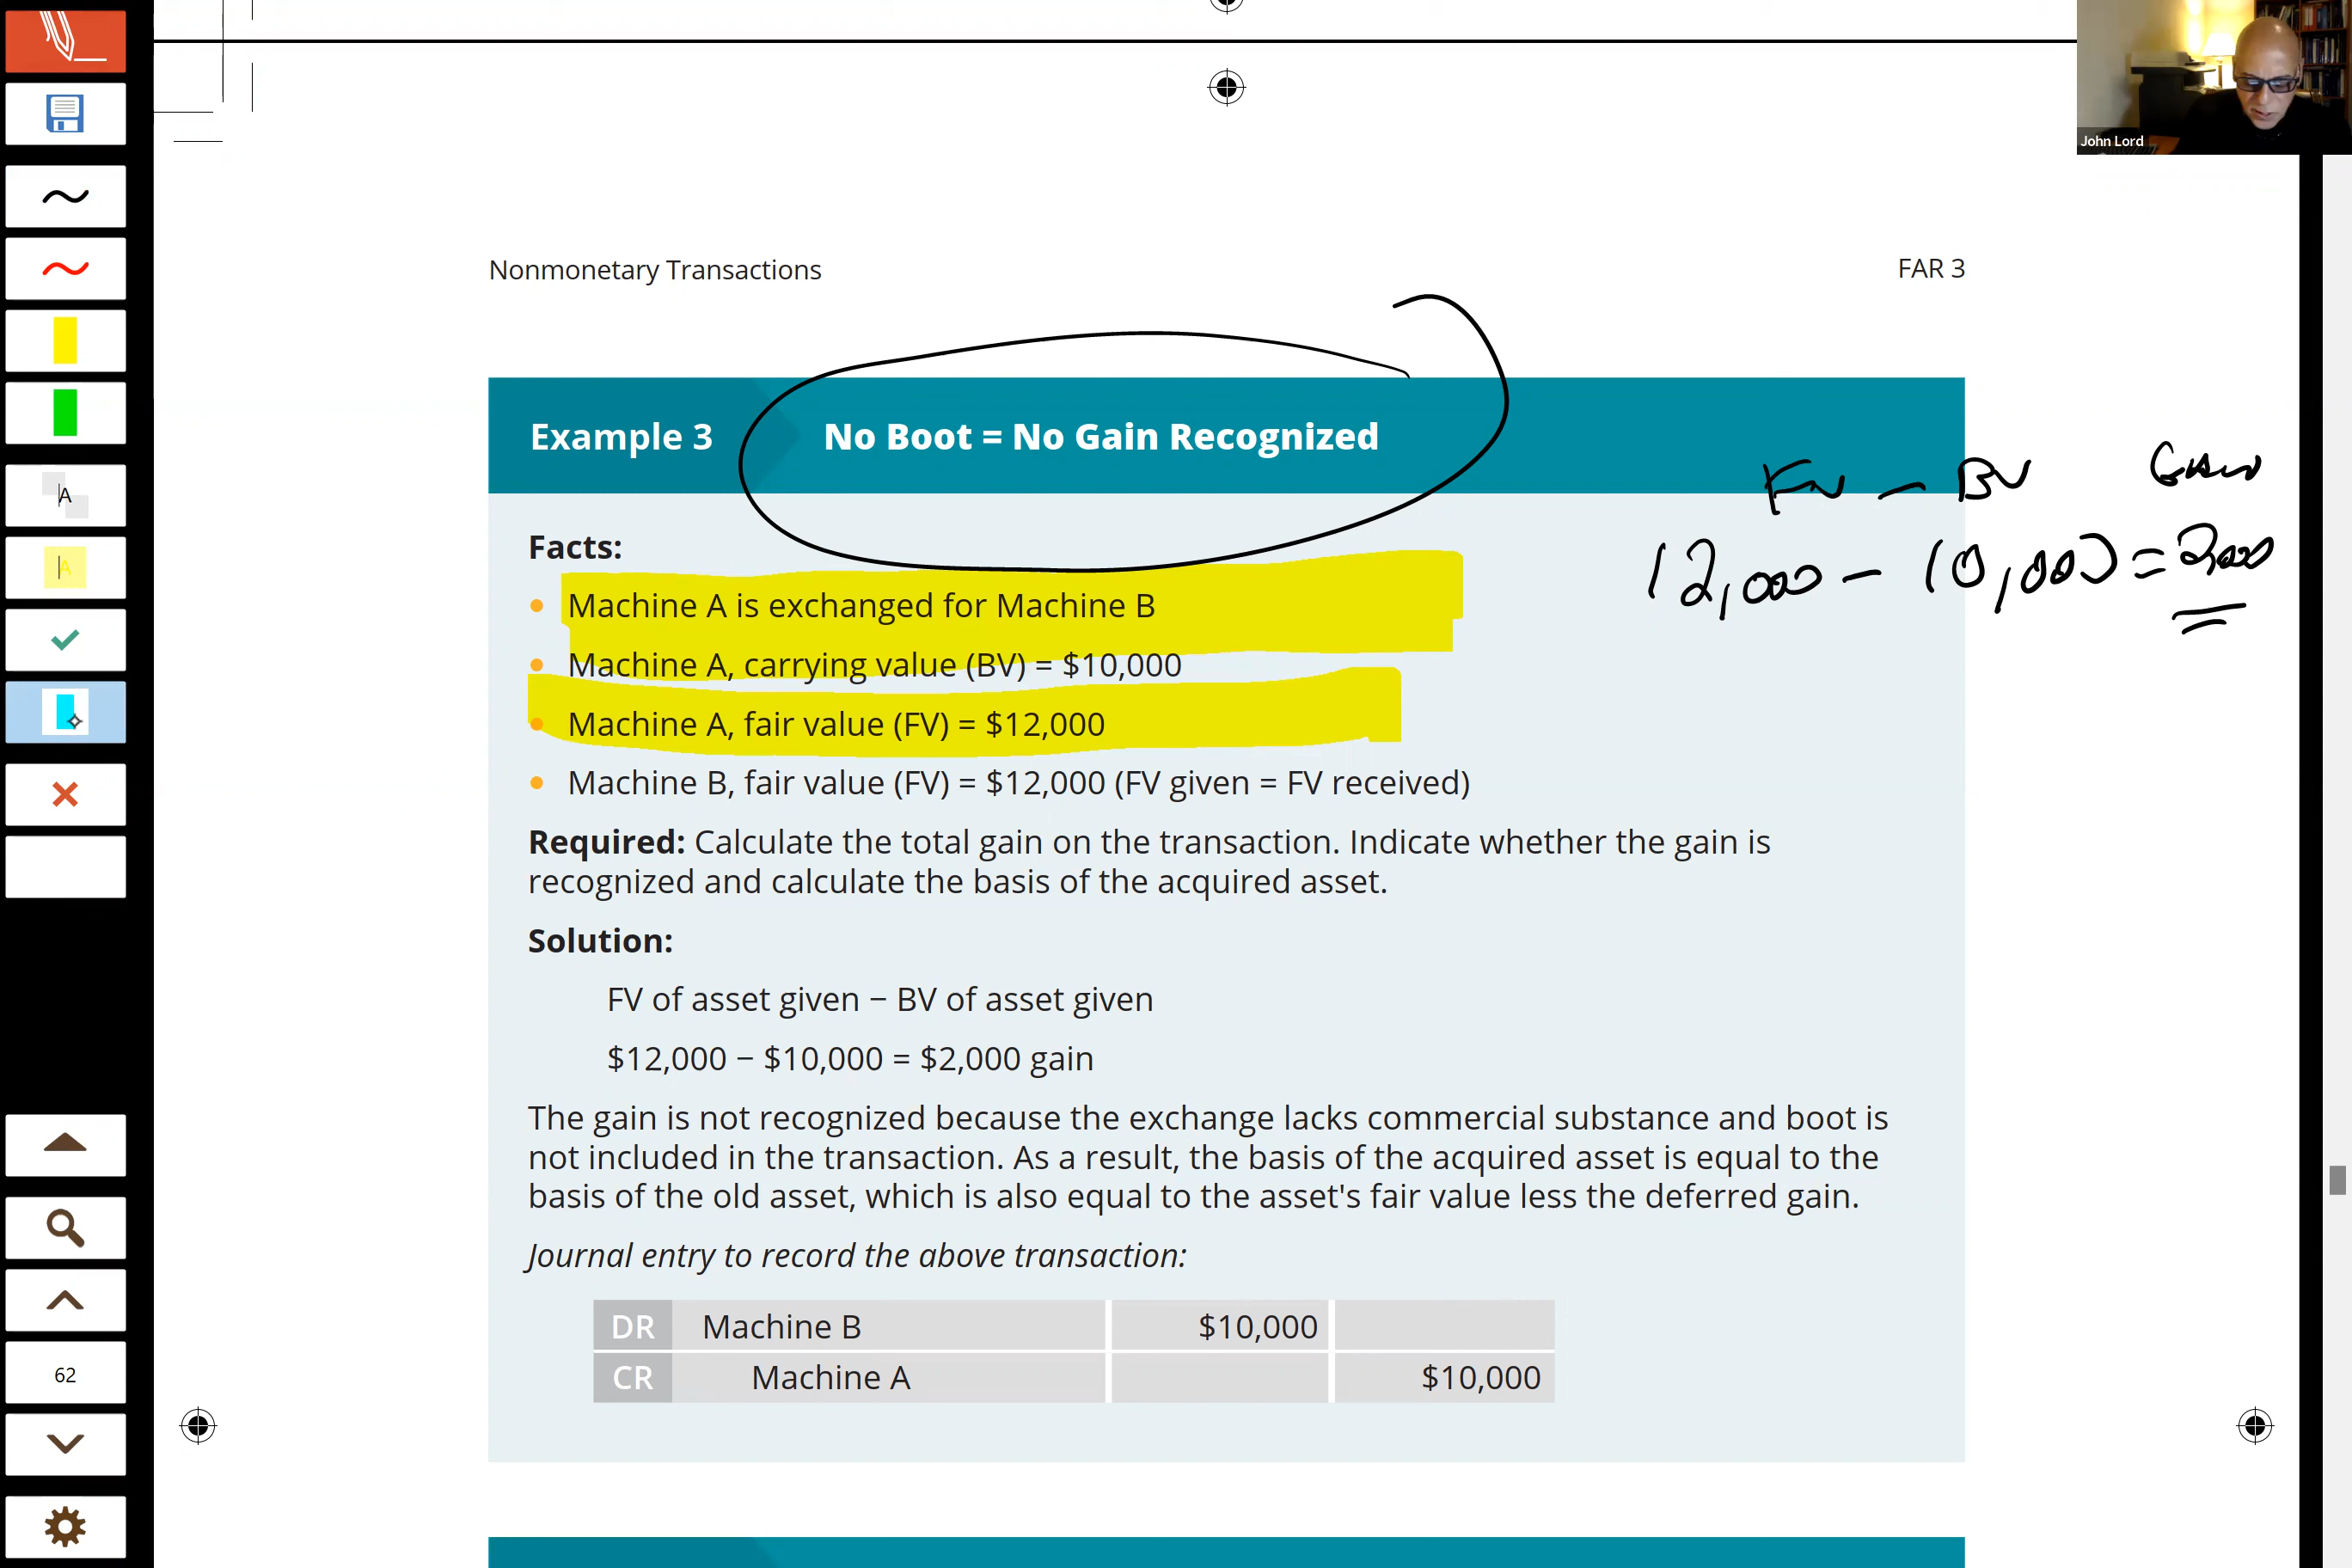 John Lord
Nonmonetary Transactions
FAR 3
Example 3
No Boot = No Gain Recognized
FV - BV Gain
12,000 - 10,000 = 2,000
Facts:
• Machine A is exchanged for Machine B
• Machine A, carrying value (BV) = $10,000
• Machine A, fair value (FV) = $12,000
• Machine B, fair value (FV) = $12,000 (FV given = FV received)
Required: Calculate the total gain on the transaction. Indicate whether the gain is
recognized and calculate the basis of the acquired asset.
Solution:
FV of asset given − BV of asset given
$12,000 − $10,000 = $2,000 gain
The gain is not recognized because the exchange lacks commercial substance and boot is
not included in the transaction. As a result, the basis of the acquired asset is equal to the
basis of the old asset, which is also equal to the asset's fair value less the deferred gain.
Journal entry to record the above transaction:
DR Machine B $10,000
CR Machine A $10,000
A
A
62